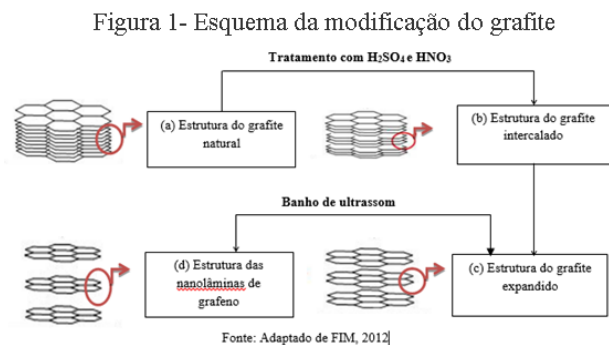 Figura 1- Esquema da modificação do grafite
Tratamento com H₂SO₄ e HNO₃
(a) Estrutura do grafite
natural
(b) Estrutura do grafite
intercalado
Banho de ultrassom
(d) Estrutura das
nanolâminas de
grafeno
(c) Estrutura do grafite
expandido
Fonte: Adaptado de FIM, 2012